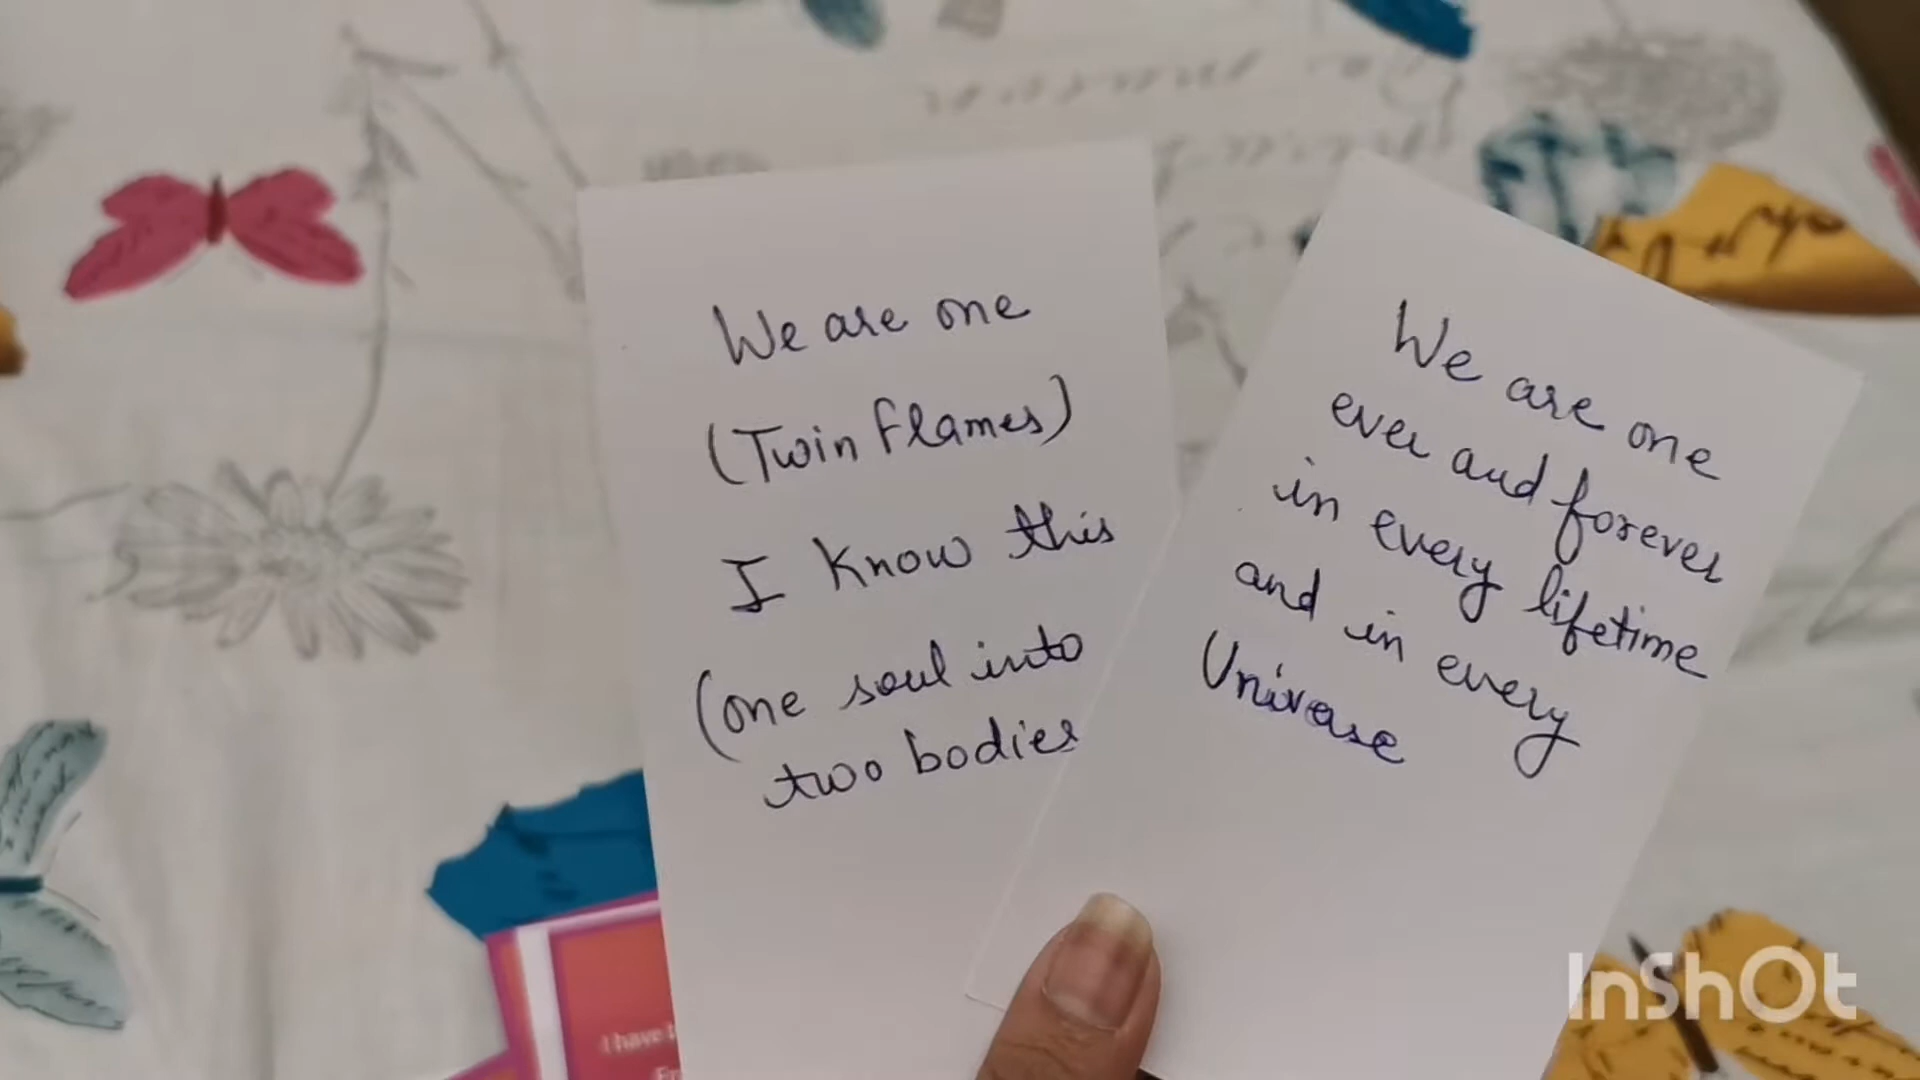 We are one
(Twin flames)
I know this
(one soul into
two bodies
We are one
ever and forever
in every lifetime
and in every
Universe
I have
InShOt